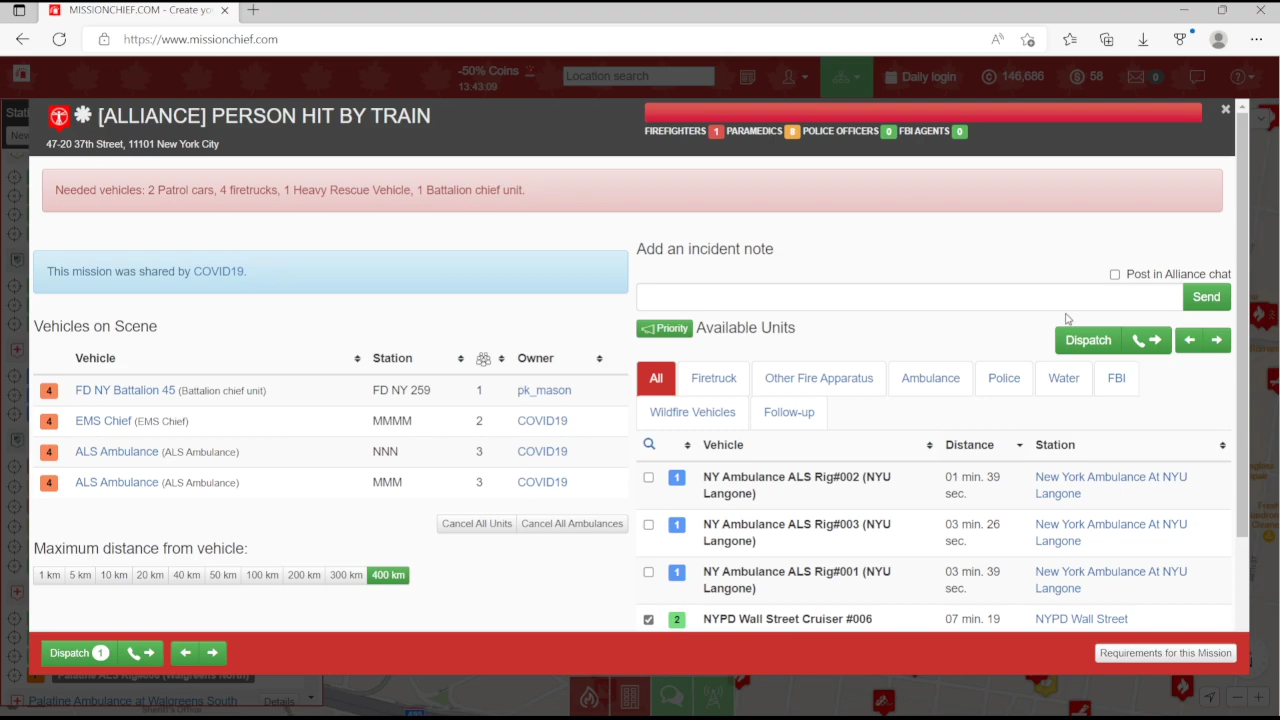 MISSIONCHIEF.COM - Create yo
https://www.missionchief.com
-50% Coins
13:43:09
Location search
Daily login
146,686
58
0
[ALLIANCE] PERSON HIT BY TRAIN
47-20 37th Street, 11101 New York City
FIREFIGHTERS 1 PARAMEDICS 8 POLICE OFFICERS 0 FBI AGENTS 0
Needed vehicles: 2 Patrol cars, 4 firetrucks, 1 Heavy Rescue Vehicle, 1 Battalion chief unit.
This mission was shared by COVID19.
Vehicles on Scene
Vehicle Station Owner
4 FD NY Battalion 45 (Battalion chief unit) FD NY 259 1 pk_mason
4 EMS Chief (EMS Chief) MMMM 2 COVID19
4 ALS Ambulance (ALS Ambulance) NNN 3 COVID19
4 ALS Ambulance (ALS Ambulance) MMM 3 COVID19
Cancel All Units Cancel All Ambulances
Maximum distance from vehicle:
1 km 5 km 10 km 20 km 40 km 50 km 100 km 200 km 300 km 400 km
Add an incident note
Post in Alliance chat
Send
Priority Available Units
Dispatch
All Firetruck Other Fire Apparatus Ambulance Police Water FBI
Wildfire Vehicles Follow-up
Vehicle Distance Station
1 NY Ambulance ALS Rig#002 (NYU 01 min. 39 New York Ambulance At NYU
Langone) sec. Langone
1 NY Ambulance ALS Rig#003 (NYU 03 min. 26 New York Ambulance At NYU
Langone) sec. Langone
1 NY Ambulance ALS Rig#001 (NYU 03 min. 39 New York Ambulance At NYU
Langone) sec. Langone
2 NYPD Wall Street Cruiser #006 07 min. 19 NYPD Wall Street
Dispatch 1
Requirements for this Mission
Palatine Ambulance at Walgreens South Details